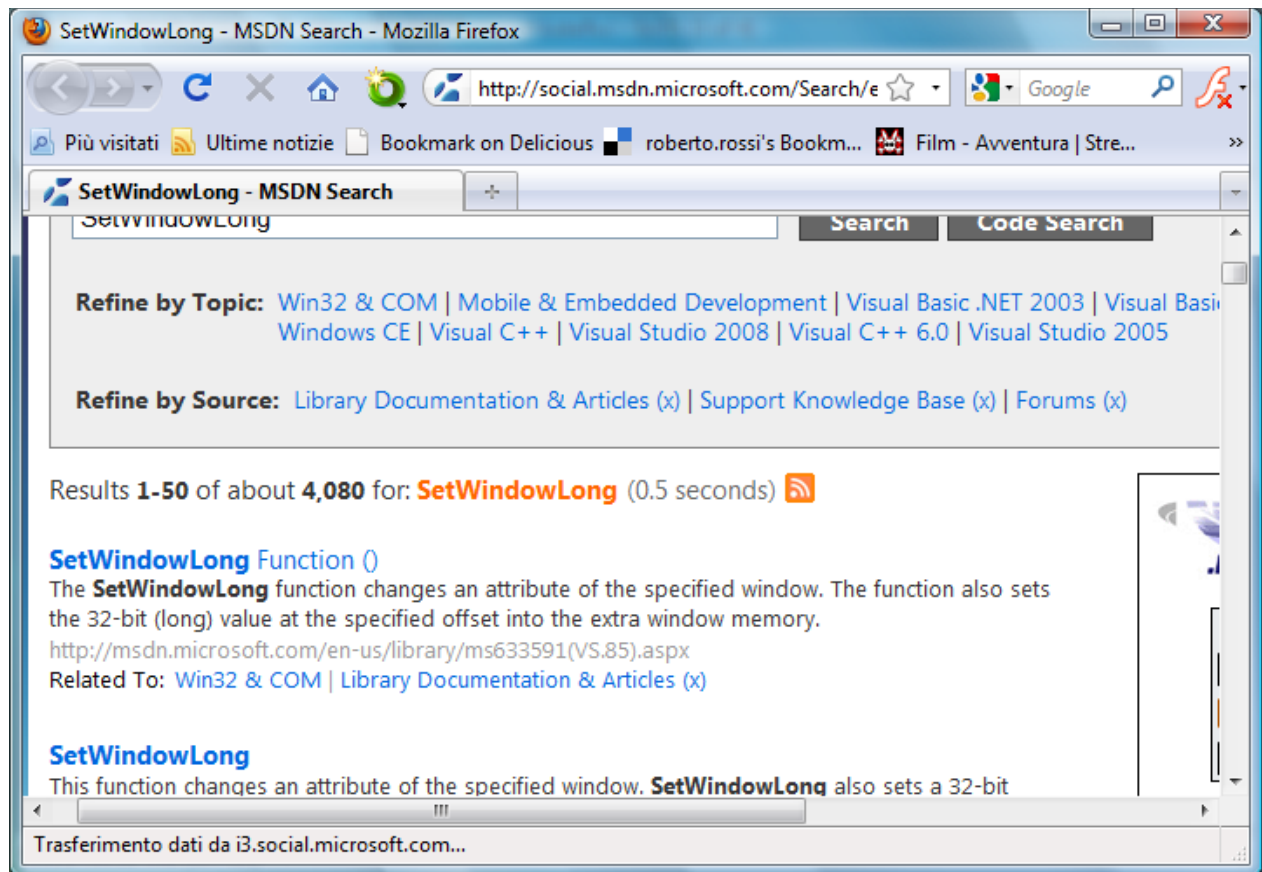 SetWindowLong - MSDN Search - Mozilla Firefox
http://social.msdn.microsoft.com/Search/e
Google
Più visitati Ultime notizie Bookmark on Delicious roberto.rossi's Bookm... Film - Avventura | Stre... »
SetWindowLong - MSDN Search
SetWindowLong Search Code Search
Refine by Topic: Win32 & COM | Mobile & Embedded Development | Visual Basic .NET 2003 | Visual Basi
Windows CE | Visual C++ | Visual Studio 2008 | Visual C++ 6.0 | Visual Studio 2005
Refine by Source: Library Documentation & Articles (x) | Support Knowledge Base (x) | Forums (x)
Results 1-50 of about 4,080 for: SetWindowLong (0.5 seconds)
SetWindowLong Function ()
The SetWindowLong function changes an attribute of the specified window. The function also sets
the 32-bit (long) value at the specified offset into the extra window memory.
http://msdn.microsoft.com/en-us/library/ms633591(VS.85).aspx
Related To: Win32 & COM | Library Documentation & Articles (x)
SetWindowLong
This function changes an attribute of the specified window. SetWindowLong also sets a 32-bit
Trasferimento dati da i3.social.microsoft.com...